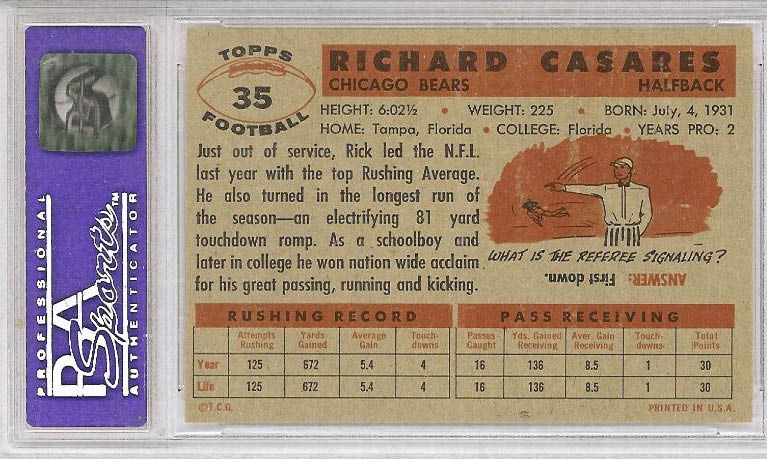 PROFESSIONAL
PSA
Sports™
AUTHENTICATOR
TOPPS
35
FOOTBALL
RICHARD CASARES
CHICAGO BEARS HALFBACK
HEIGHT: 6:02½ • WEIGHT: 225 • BORN: July, 4, 1931
HOME: Tampa, Florida • COLLEGE: Florida • YEARS PRO: 2
Just out of service, Rick led the N.F.L.
last year with the top Rushing Average.
He also turned in the longest run of
the season—an electrifying 81 yard
touchdown romp. As a schoolboy and
later in college he won nation wide acclaim
for his great passing, running and kicking.
WHAT IS THE REFEREE SIGNALING?
ANSWER: First down.
RUSHING RECORD PASS RECEIVING
Attempts Rushing Yards Gained Average Gain Touch-downs Passes Caught Yds. Gained Receiving Aver. Gain Receiving Touch-downs Total Points
Year 125 672 5.4 4 16 136 8.5 1 30
Life 125 672 5.4 4 16 136 8.5 1 30
©T.C.G. PRINTED IN U.S.A.